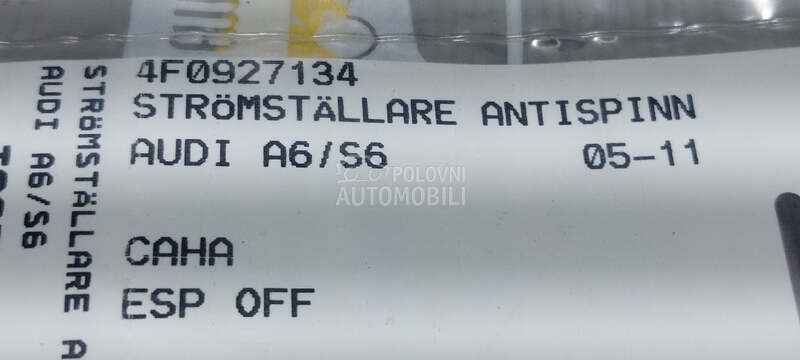 4F0927134
STRÖMSTÄLLARE ANTISPINN
AUDI A6/S6 05-11
CAHA
ESP OFF
STRÖMSTÄLLARE A
AUDI A6/S6
POLOVNI
AUTOMOBILI